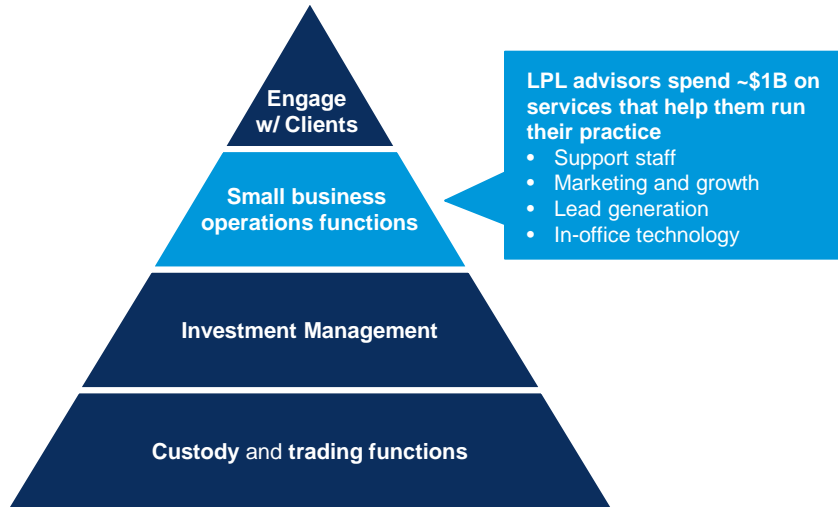 Engage
w/ Clients
LPL advisors spend ~$1B on
services that help them run
their practice
• Support staff
• Marketing and growth
• Lead generation
• In-office technology
Small business
operations functions
Investment Management
Custody and trading functions